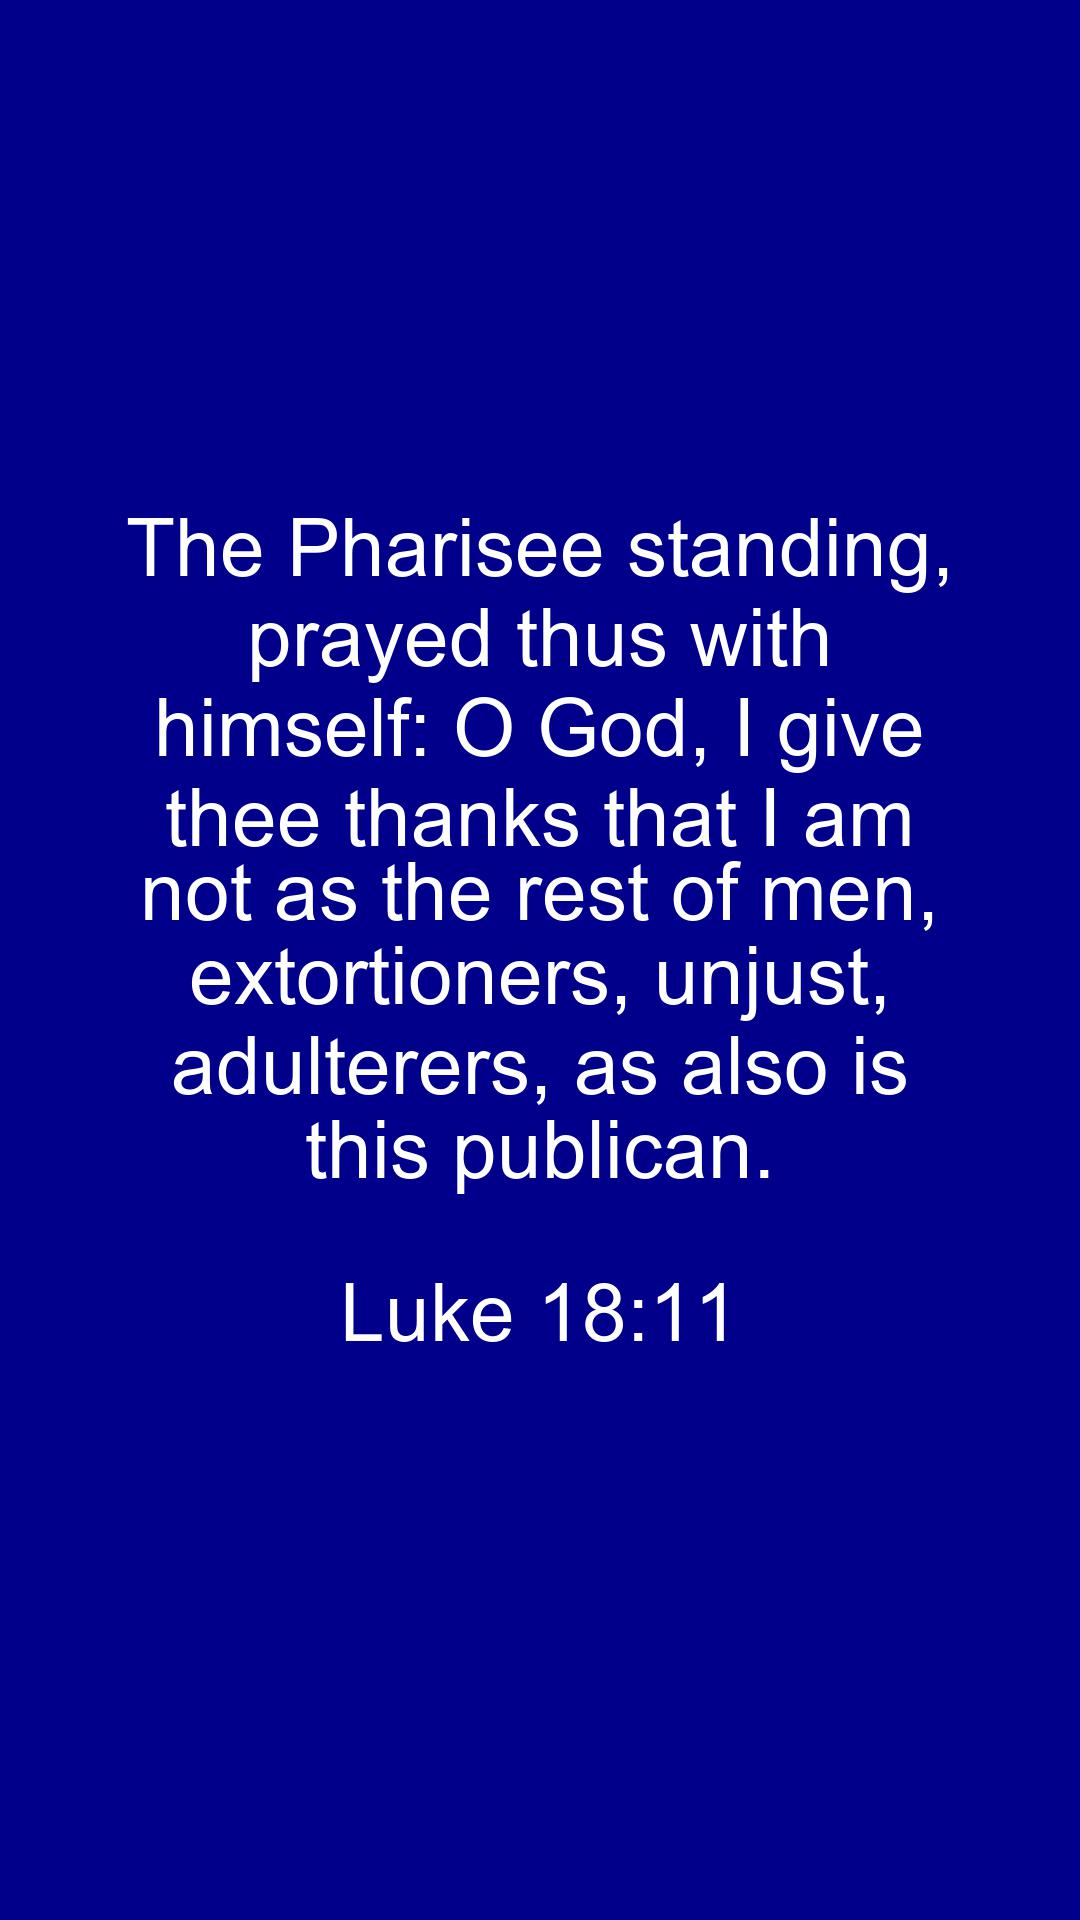 The Pharisee standing,
prayed thus with
himself: O God, I give
thee thanks that I am
not as the rest of men,
extortioners, unjust,
adulterers, as also is
this publican.
Luke 18:11